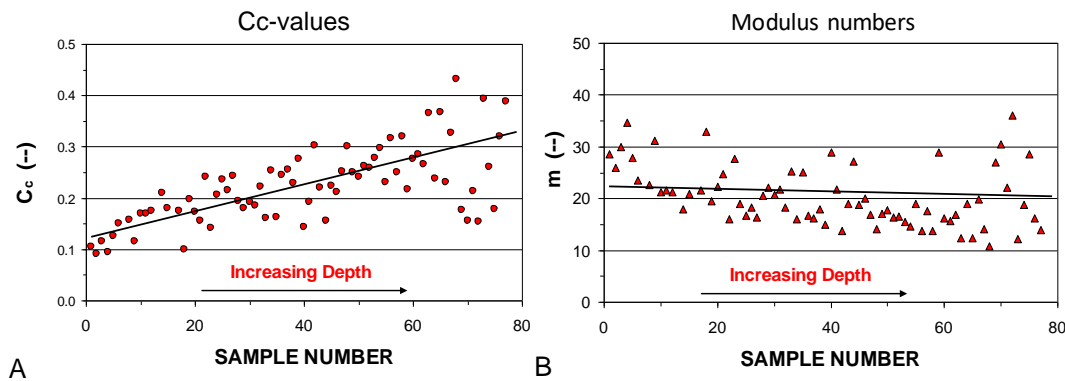 Cc-values
0.5
0.4
0.3
0.2
0.1
0.0
Cc (--)
Increasing Depth
0
20
40
60
80
SAMPLE NUMBER
A
Modulus numbers
50
40
30
20
10
0
m (--)
Increasing Depth
0
20
40
60
80
SAMPLE NUMBER
B